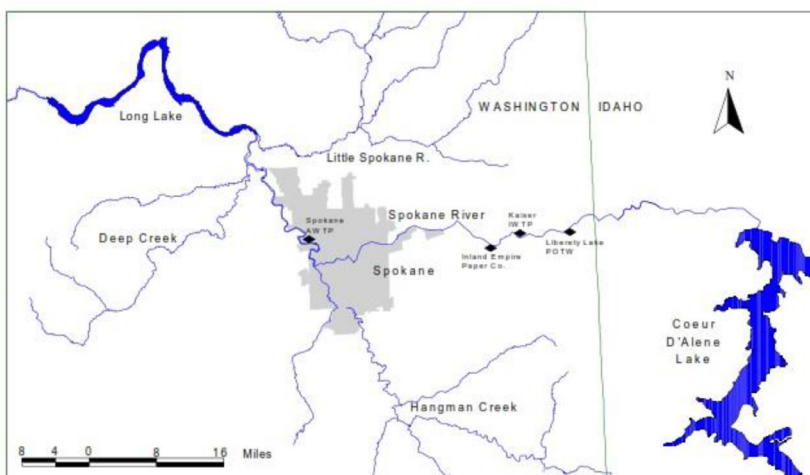 N
WASHINGTON
IDAHO
Long Lake
Little Spokane R.
Spokane
AWTP
Spokane River
Kaiser
IWTP
Deep Creek
Liberely Lake
POTW
Inland Empire
Paper Co.
Spokane
Coeur
D'Alene
Lake
Hangman Creek
8 4 0 8 16 Miles